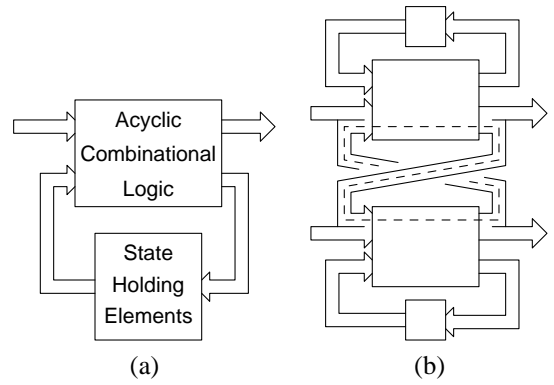 Acyclic
Combinational
Logic
State
Holding
Elements
(a)
(b)